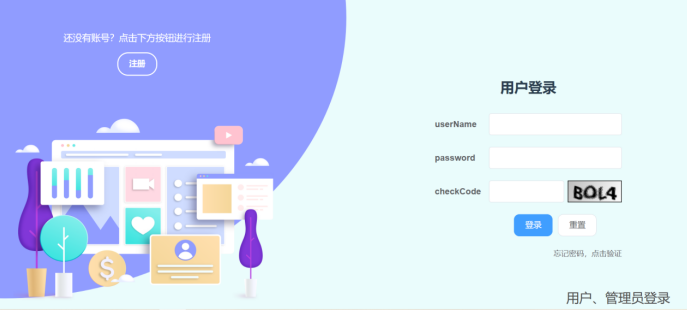 还没有账号？点击下方按钮进行注册
注册
用户登录
userName
password
checkCode
BOL4
登录 重置
忘记密码，点击验证
用户、管理员登录